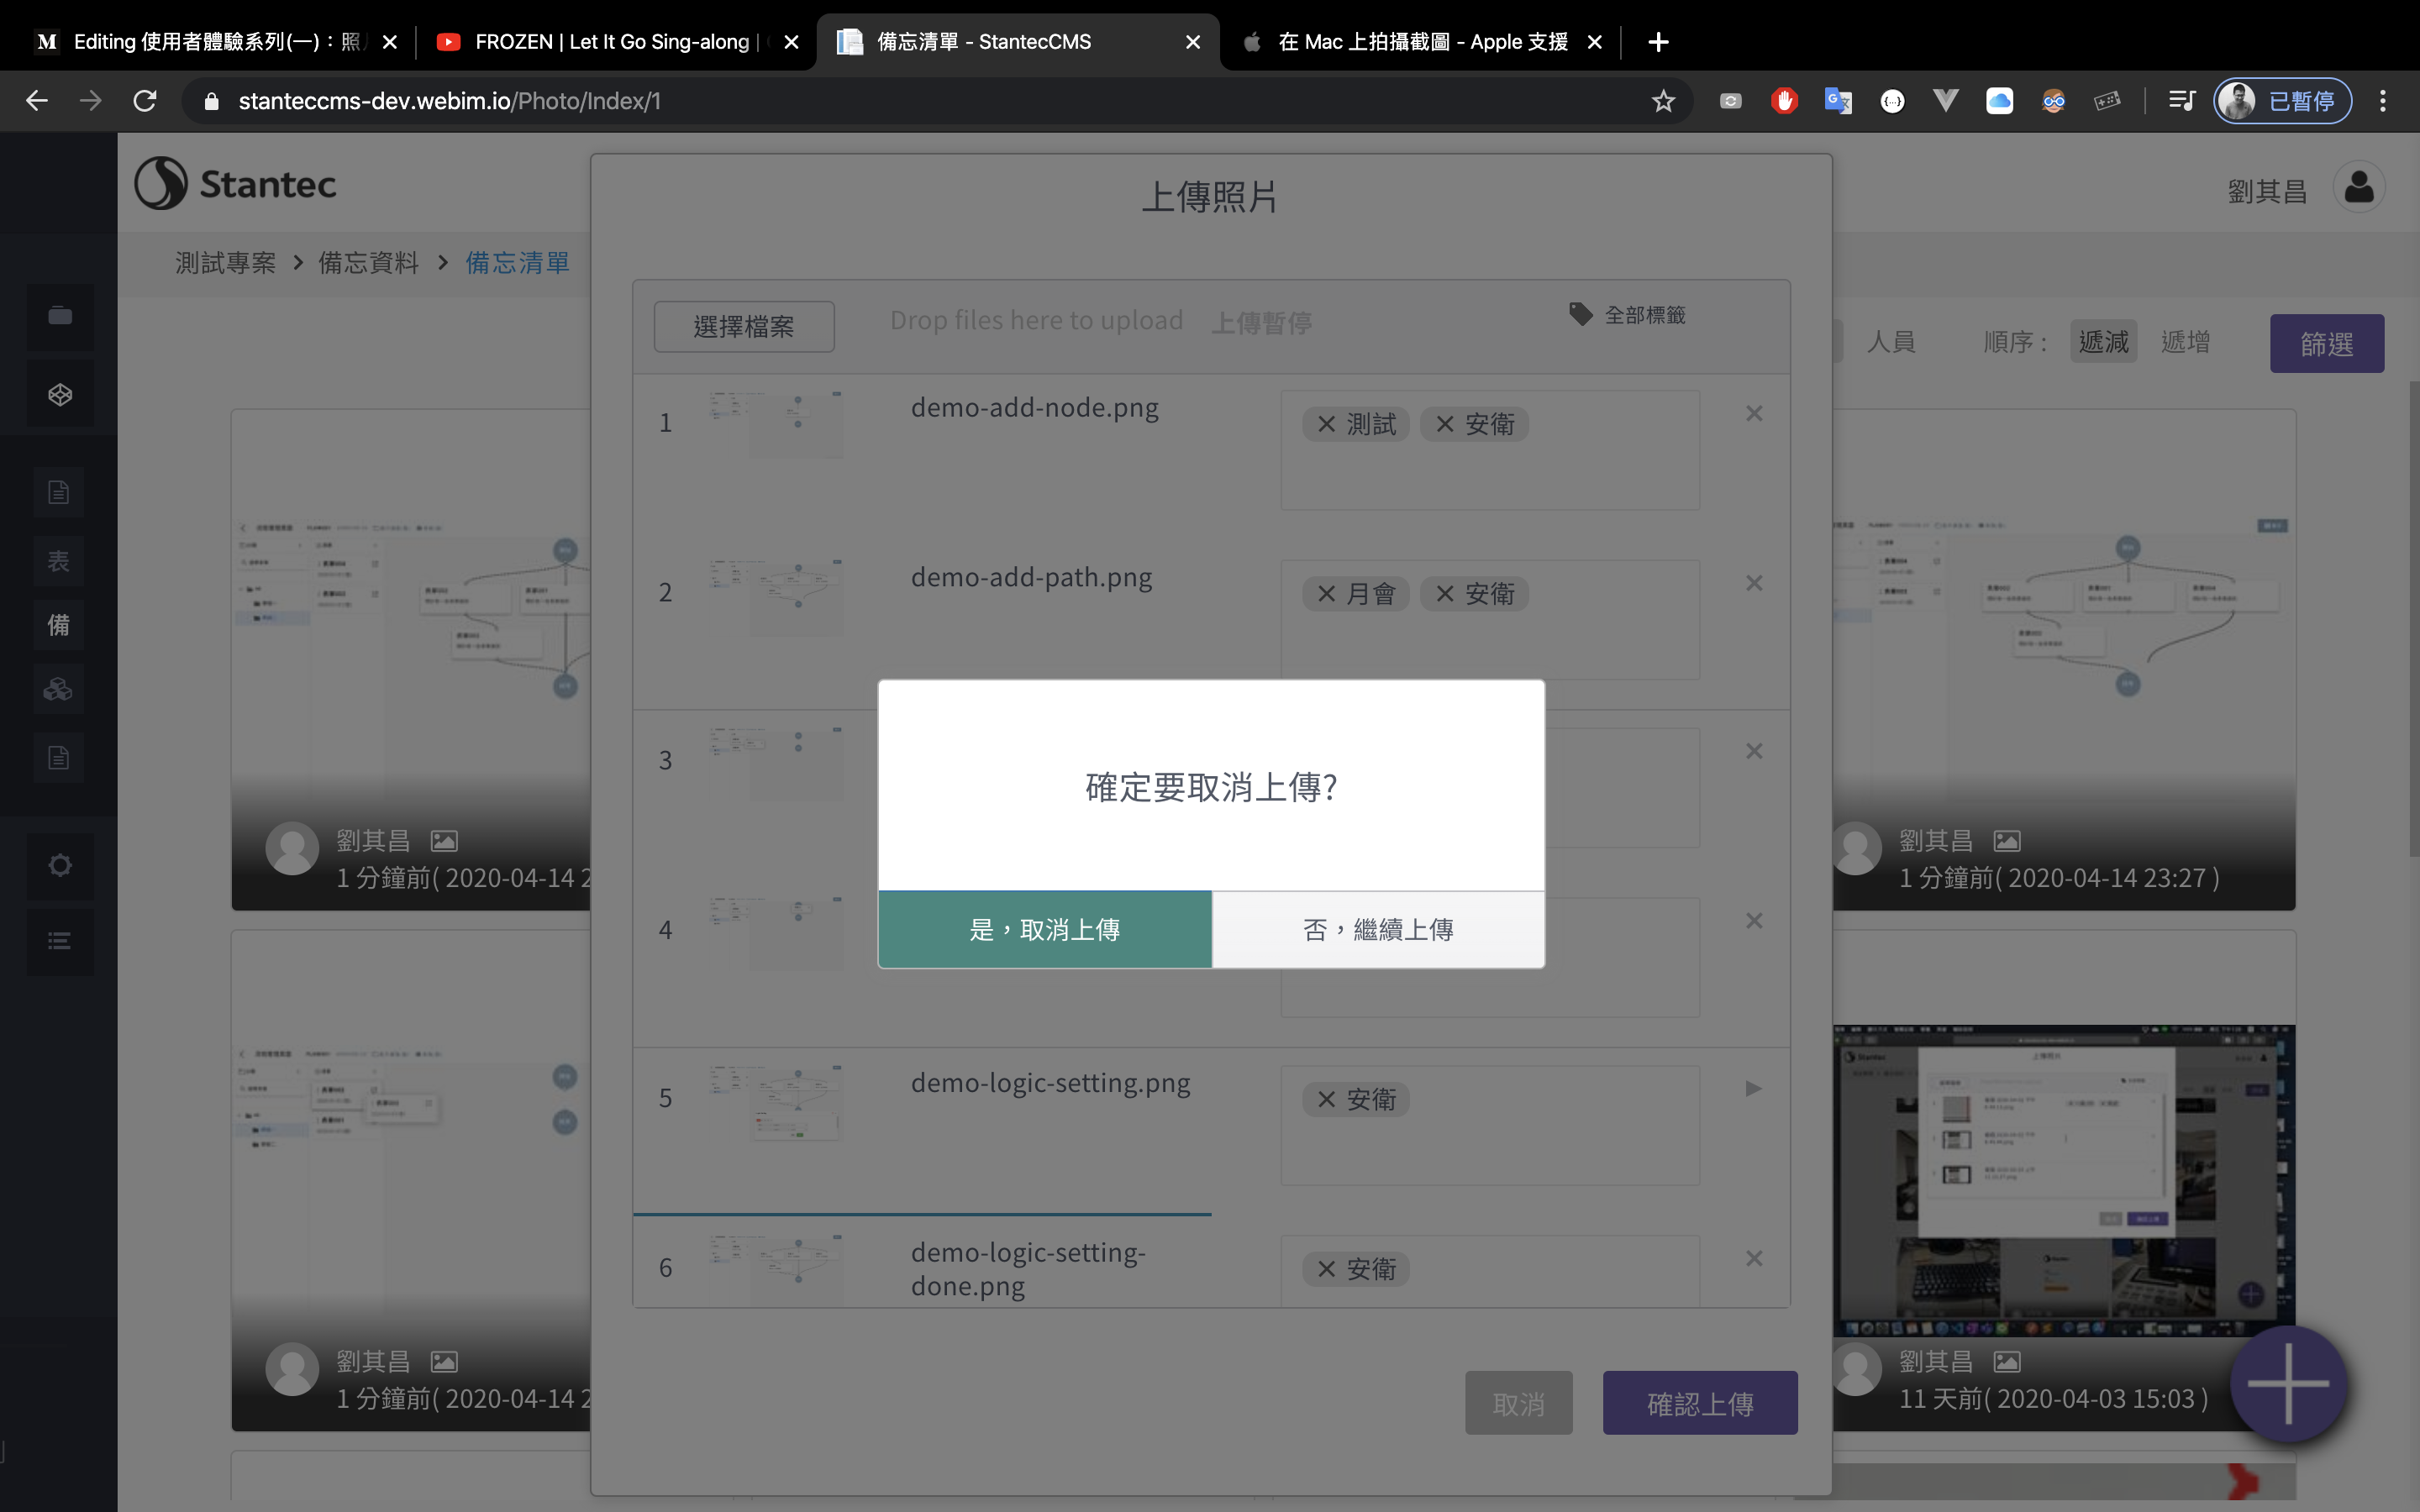 Editing 使用者體驗系列(一)：照
FROZEN | Let It Go Sing-along |
備忘清單 - StantecCMS
在 Mac 上拍攝截圖 - Apple 支援
stanteccms-dev.webim.io/Photo/Index/1
已暫停
Stantec
劉其昌
測試專案 > 備忘資料 > 備忘清單
上傳照片
選擇檔案
Drop files here to upload
上傳暫停
全部標籤
人員
順序 :
遞減
遞增
篩選
表
備
1
demo-add-node.png
測試
安衛
2
demo-add-path.png
月會
安衛
3
4
確定要取消上傳?
是，取消上傳
否，繼續上傳
5
demo-logic-setting.png
安衛
6
demo-logic-setting-
done.png
安衛
取消
確認上傳
劉其昌
1 分鐘前( 2020-04-14 2
劉其昌
1 分鐘前( 2020-04-14 23:27 )
劉其昌
1 分鐘前( 2020-04-14 2
劉其昌
11 天前( 2020-04-03 15:03 )